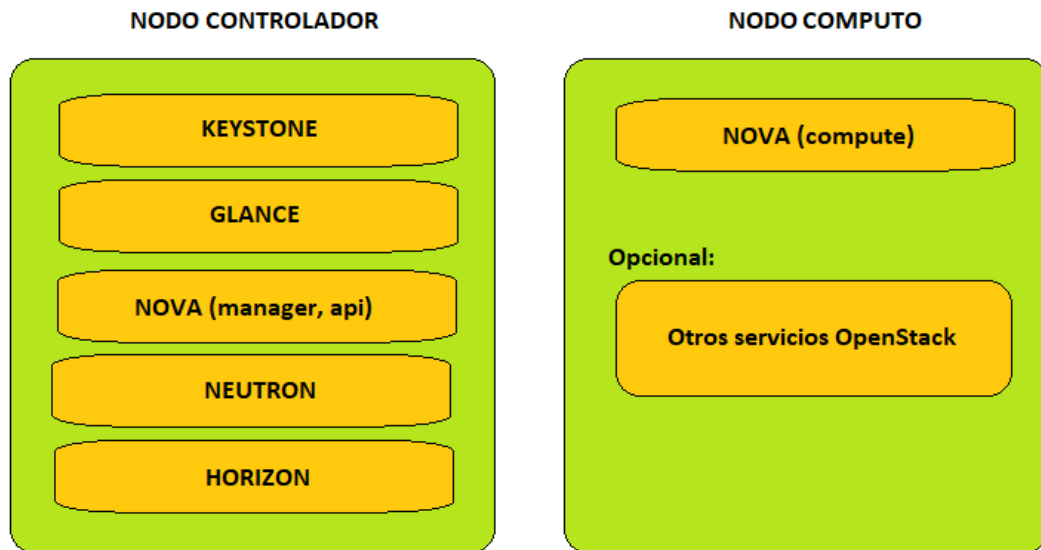 NODO CONTROLADOR
KEYSTONE
GLANCE
NOVA (manager, api)
NEUTRON
HORIZON
NODO COMPUTO
NOVA (compute)
Opcional:
Otros servicios OpenStack